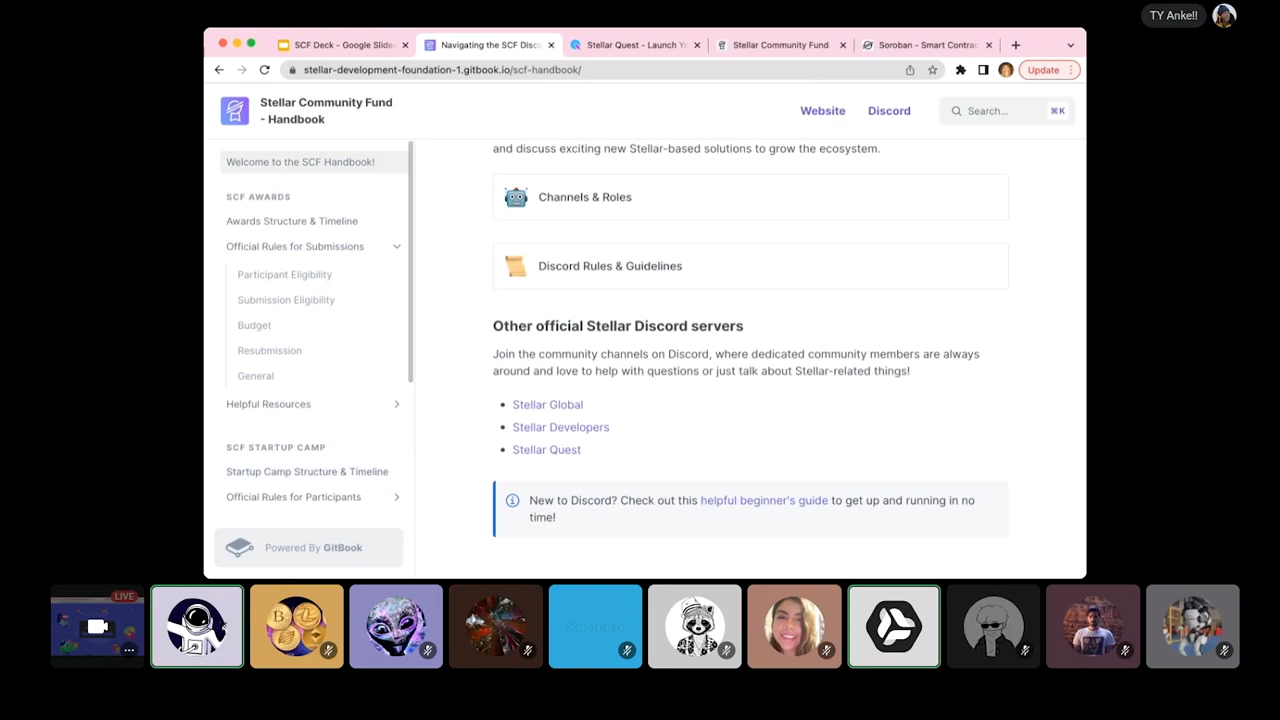 TY Anke!!
SCF Deck - Google Slide
Navigating the SCF Disc
Stellar Quest - Launch Yo
Stellar Community Fund
Soroban - Smart Contrac
stellar-development-foundation-1.gitbook.io/scf-handbook/
Update
Stellar Community Fund
- Handbook
Website
Discord
Search...
⌘K
Welcome to the SCF Handbook!
SCF AWARDS
Awards Structure & Timeline
Official Rules for Submissions
Participant Eligibility
Submission Eligibility
Budget
Resubmission
General
Helpful Resources
SCF STARTUP CAMP
Startup Camp Structure & Timeline
Official Rules for Participants
Powered By GitBook
and discuss exciting new Stellar-based solutions to grow the ecosystem.
Channels & Roles
Discord Rules & Guidelines
Other official Stellar Discord servers
Join the community channels on Discord, where dedicated community members are always
around and love to help with questions or just talk about Stellar-related things!
• Stellar Global
• Stellar Developers
• Stellar Quest
New to Discord? Check out this helpful beginner's guide to get up and running in no
time!
LIVE